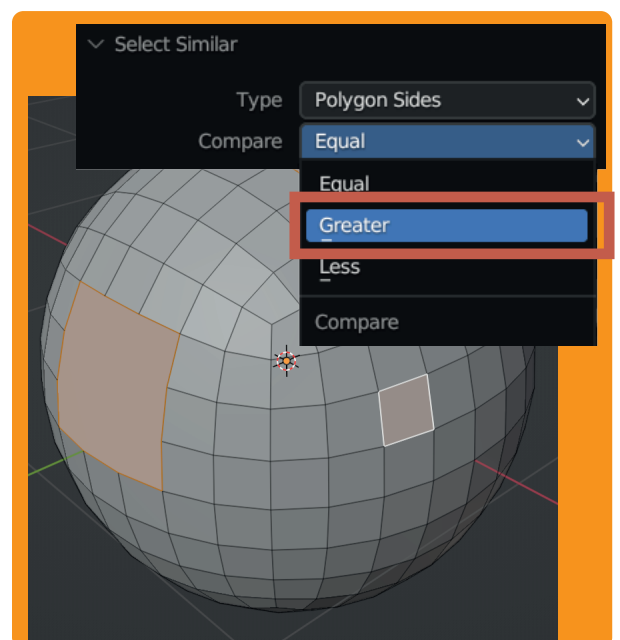 Select Similar
Type Polygon Sides
Compare Equal
Equal
Greater
Less
Compare